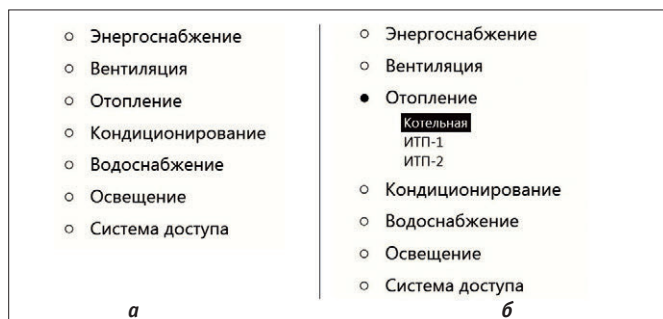 Энергоснабжение
Вентиляция
Отопление
Кондиционирование
Водоснабжение
Освещение
Система доступа
а
Энергоснабжение
Вентиляция
Отопление
Котельная
ИТП-1
ИТП-2
Кондиционирование
Водоснабжение
Освещение
Система доступа
б